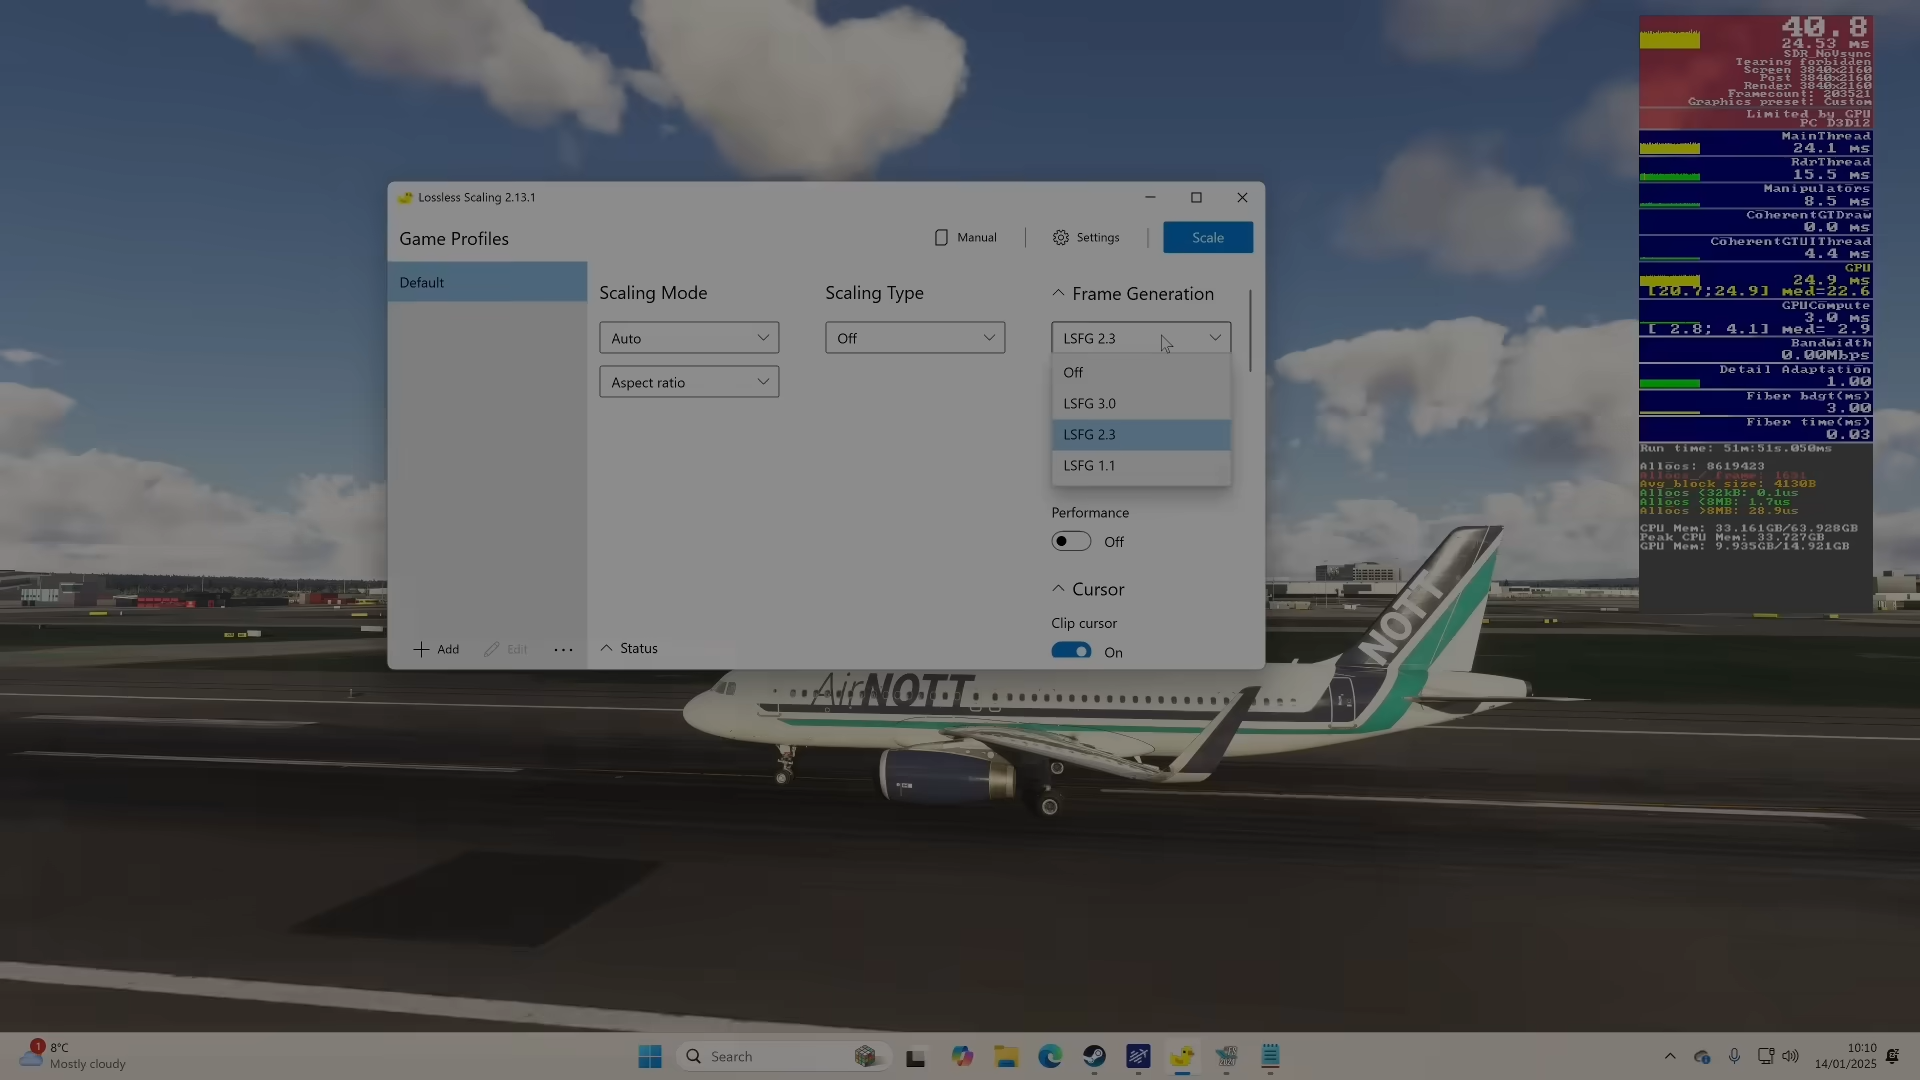 40.8
24.53 ms
SDR NoVsync
Tearing forbidden
Screen 3840x2160
Post 3840x2160
Render 3840x2160
Framecount: 203521
Graphics preset: Custom
Limited by GPU
PC D3D12
MainThread
24.1 ms
RdrThread
15.5 ms
Manipulators
8.5 ms
CoherentGTDraw
0.0 ms
CoherentGTUIThread
4.4 ms
GPU
24.9 ms
[20.7;24.9] med=22.6
GPUCompute
3.0 ms
[ 2.8; 4.1] med= 2.9
Bandwidth
0.00Mbps
Detail Adaptation
1.00
Fiber bdgt(ms)
3.00
Fiber time(ms)
0.03
Run time: 51m:51s.050ms
Allocs: 8619423
Allocs / frame: 1651
Avg block size: 4130B
Allocs <32kB: 0.1us
Allocs <8MB: 1.7us
Allocs >8MB: 28.9us
CPU Mem: 33.161GB/63.928GB
Peak CPU Mem: 33.727GB
GPU Mem: 9.935GB/14.921GB
Lossless Scaling 2.13.1
Game Profiles
Manual
Settings
Scale
Default
Scaling Mode
Auto
Aspect ratio
Scaling Type
Off
Frame Generation
LSFG 2.3
Off
LSFG 3.0
LSFG 2.3
LSFG 1.1
Performance
Off
Cursor
Clip cursor
On
Add
Edit
Status
AirNOTT
NOTT
1
8°C
Mostly cloudy
Search
10:10
14/01/2025